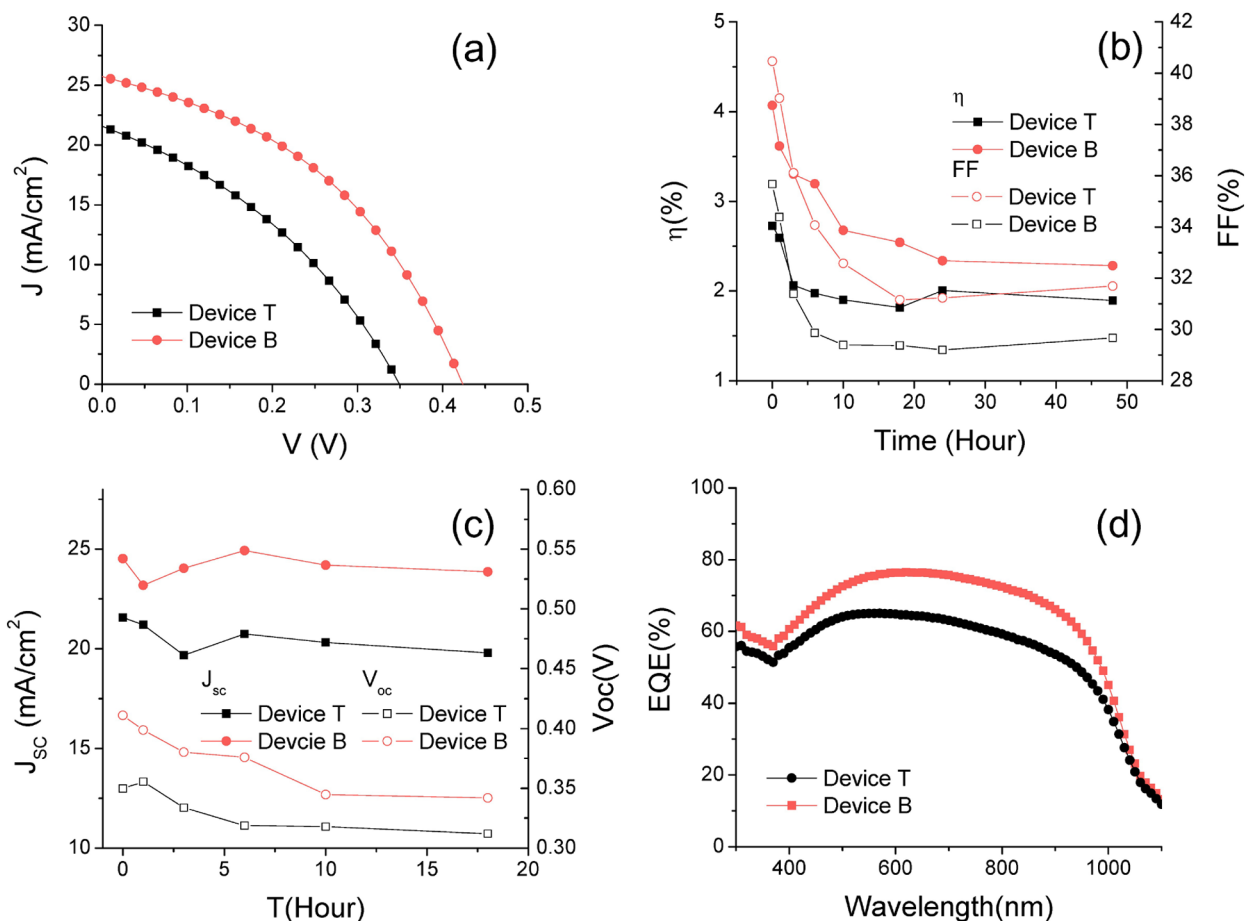 (a)
30
25
20
15
10
5
0
J (mA/cm²)
Device T
Device B
0.0 0.1 0.2 0.3 0.4 0.5
V (V)
(b)
5
4
3
2
1
η(%)
42
40
38
36
34
32
30
28
FF(%)
η
Device T
Device B
FF
Device T
Device B
0 10 20 30 40 50
Time (Hour)
(c)
25
20
15
10
J_SC (mA/cm²)
0.60
0.55
0.50
0.45
0.40
0.35
0.30
Voc(V)
J_sc V_oc
Device T Device T
Devcie B Device B
0 5 10 15 20
T(Hour)
(d)
100
80
60
40
20
0
EQE(%)
Device T
Device B
400 600 800 1000
Wavelength(nm)